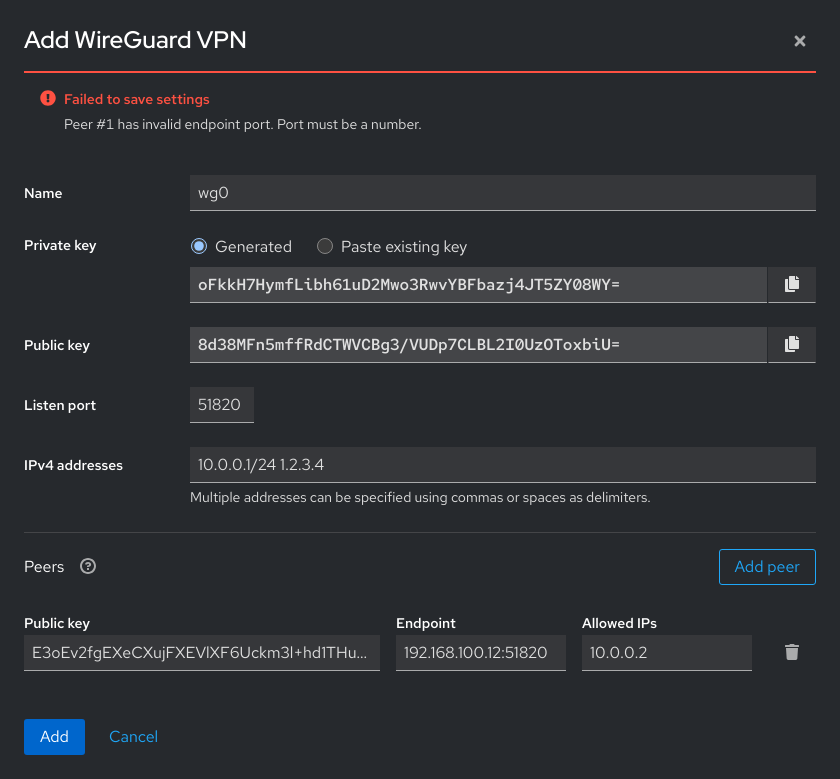 Add WireGuard VPN
Failed to save settings
Peer #1 has invalid endpoint port. Port must be a number.
Name
wg0
Private key
Generated
Paste existing key
oFkkH7HymfLibh61uD2Mwo3RwvYBFbazj4JT5ZY08WY=
Public key
8d38MFn5mffRdCTWVCBg3/VUDp7CLBL2I0UzOToxbiU=
Listen port
51820
IPv4 addresses
10.0.0.1/24 1.2.3.4
Multiple addresses can be specified using commas or spaces as delimiters.
Peers
Add peer
Public key
Endpoint
Allowed IPs
E3oEv2fgEXeCXujFXEVlXF6Uckm3l+hd1THu...
192.168.100.12:51820
10.0.0.2
Add
Cancel